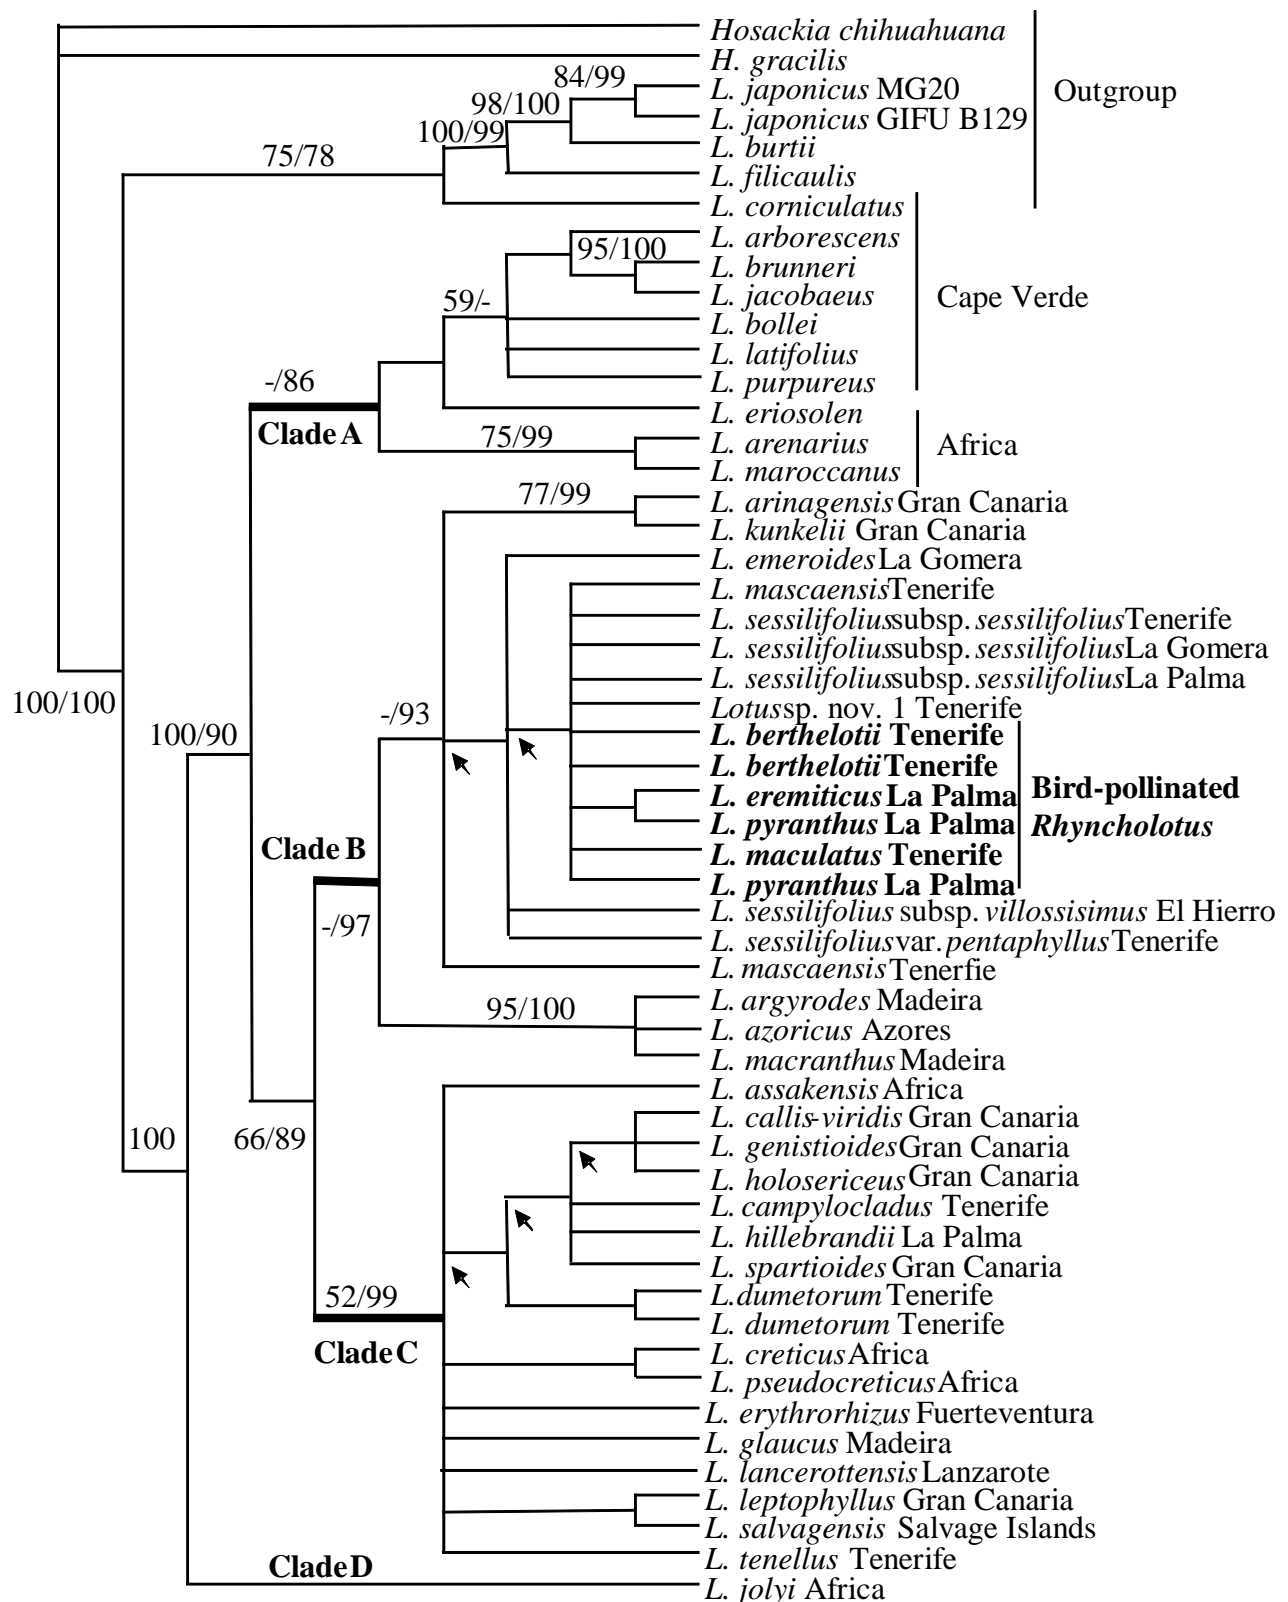 Hosackia chihuahuana
H. gracilis
84/99
L. japonicus MG20
Outgroup
98/100
L. japonicus GIFU B129
100/99
L. burtii
75/78
L. filicaulis
L. corniculatus
L. arborescens
95/100
L. brunneri
L. jacobaeus
Cape Verde
59/-
L. bollei
L. latifolius
L. purpureus
-/86
L. eriosolen
Clade A
75/99
L. arenarius
Africa
L. maroccanus
77/99
L. arinagensis Gran Canaria
L. kunkelii Gran Canaria
L. emeroides La Gomera
L. mascaensis Tenerife
L. sessilifolius subsp. sessilifolius Tenerife
L. sessilifolius subsp. sessilifolius La Gomera
L. sessilifolius subsp. sessilifolius La Palma
100/100
-/93
Lotus sp. nov. 1 Tenerife
100/90
L. berthelotii Tenerife
L. berthelotii Tenerife
L. eremiticus La Palma
Bird-pollinated
L. pyranthus La Palma
Rhyncholotus
Clade B
L. maculatus Tenerife
L. pyranthus La Palma
-/97
L. sessilifolius subsp. villossisimus El Hierro
L. sessilifolius var. pentaphyllus Tenerife
L. mascaensis Tenerfie
95/100
L. argyrodes Madeira
L. azoricus Azores
L. macranthus Madeira
L. assakensis Africa
L. callis-viridis Gran Canaria
100
66/89
L. genistioides Gran Canaria
L. holosericeus Gran Canaria
L. campylocladus Tenerife
L. hillebrandii La Palma
L. spartioides Gran Canaria
52/99
L. dumetorum Tenerife
L. dumetorum Tenerife
Clade C
L. creticus Africa
L. pseudocreticus Africa
L. erythrorhizus Fuerteventura
L. glaucus Madeira
L. lancerottensis Lanzarote
L. leptophyllus Gran Canaria
L. salvagensis Salvage Islands
L. tenellus Tenerife
Clade D
L. jolyi Africa